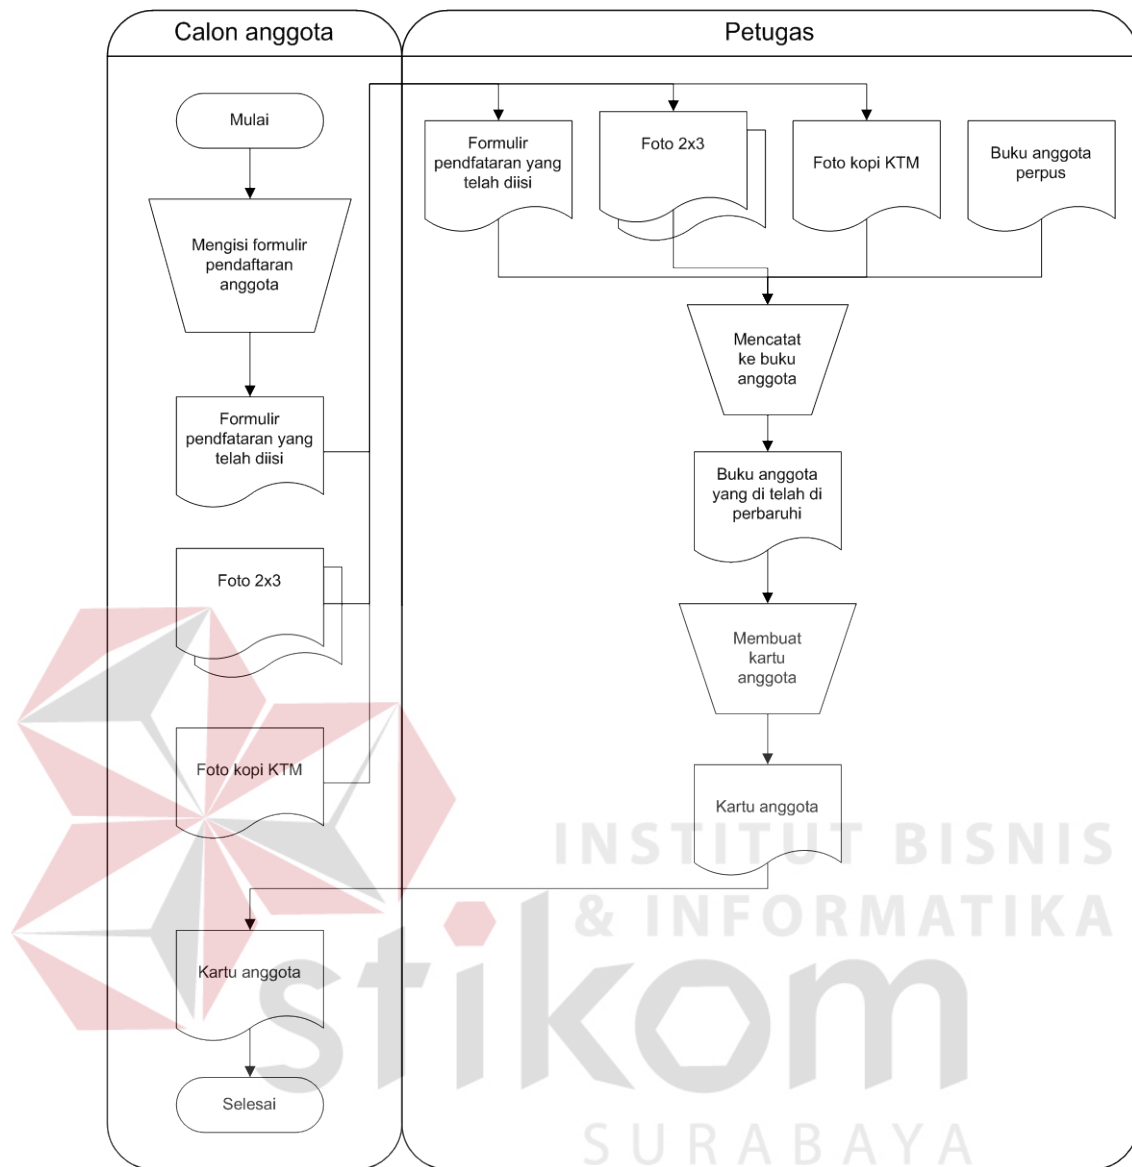 Calon anggota
Petugas
Mulai
Mengisi formulir
pendaftaran
anggota
Formulir
pendfataran yang
telah diisi
Foto 2x3
Foto kopi KTM
Kartu anggota
Selesai
Formulir
pendfataran yang
telah diisi
Foto 2x3
Foto kopi KTM
Buku anggota
perpus
Mencatat
ke buku
anggota
Buku anggota
yang di telah di
perbaruhi
Membuat
kartu
anggota
Kartu anggota
INSTITUT BISNIS
& INFORMATIKA
stikom
SURABAYA